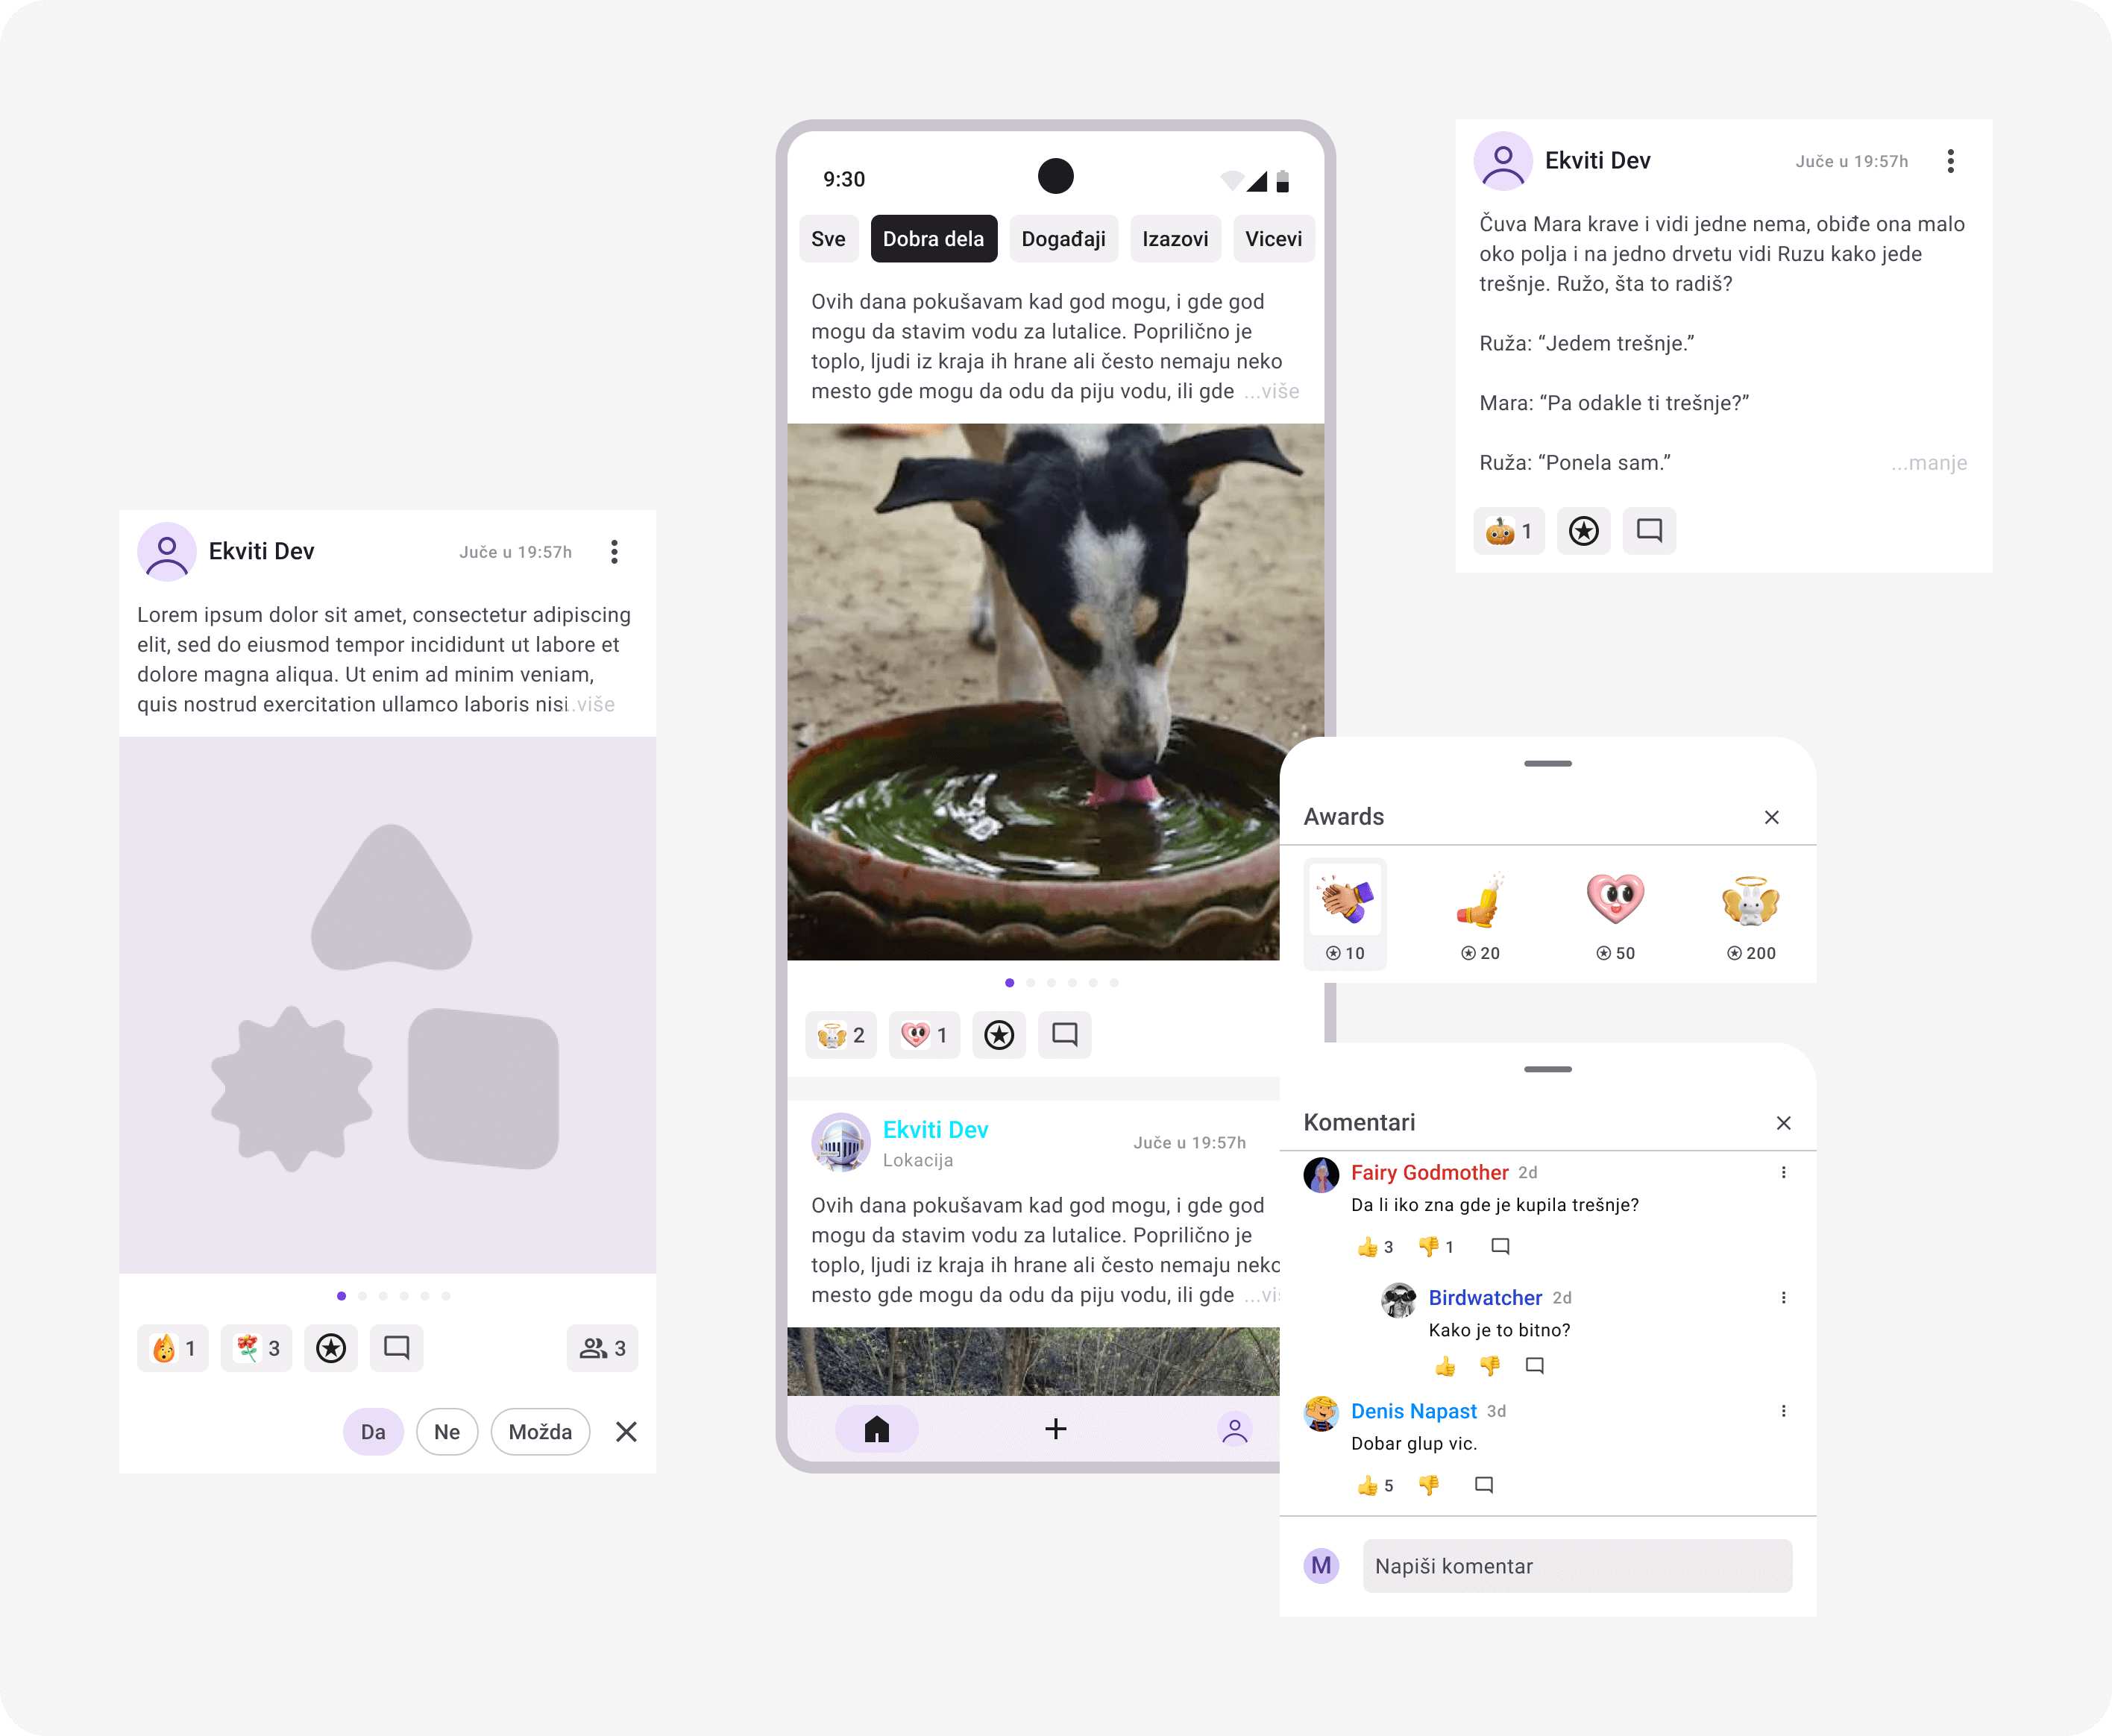 Ekviti Dev
Juče u 19:57h
Lorem ipsum dolor sit amet, consectetur adipiscing
elit, sed do eiusmod tempor incididunt ut labore et
dolore magna aliqua. Ut enim ad minim veniam,
quis nostrud exercitation ullamco laboris nisi
..više
1
3
3
Da
Ne
Možda
9:30
Sve
Dobra dela
Događaji
Izazovi
Vicevi
Ovih dana pokušavam kad god mogu, i gde god
mogu da stavim vodu za lutalice. Poprilično je
toplo, ljudi iz kraja ih hrane ali često nemaju neko
mesto gde mogu da odu da piju vodu, ili gde ...više
2
1
Ekviti Dev
Lokacija
Juče u 19:57h
Ovih dana pokušavam kad god mogu, i gde god
mogu da stavim vodu za lutalice. Poprilično je
toplo, ljudi iz kraja ih hrane ali često nemaju neko
mesto gde mogu da odu da piju vodu, ili gde ...vi
Ekviti Dev
Juče u 19:57h
Čuva Mara krave i vidi jedne nema, obiđe ona malo
oko polja i na jedno drvetu vidi Ruzu kako jede
trešnje. Ružo, šta to radiš?
Ruža: “Jedem trešnje.”
Mara: “Pa odakle ti trešnje?”
Ruža: “Ponela sam.”
...manje
1
Awards
10
20
50
200
Komentari
Fairy Godmother 2d
Da li iko zna gde je kupila trešnje?
3
1
Birdwatcher 2d
Kako je to bitno?
Denis Napast 3d
Dobar glup vic.
5
M
Napiši komentar